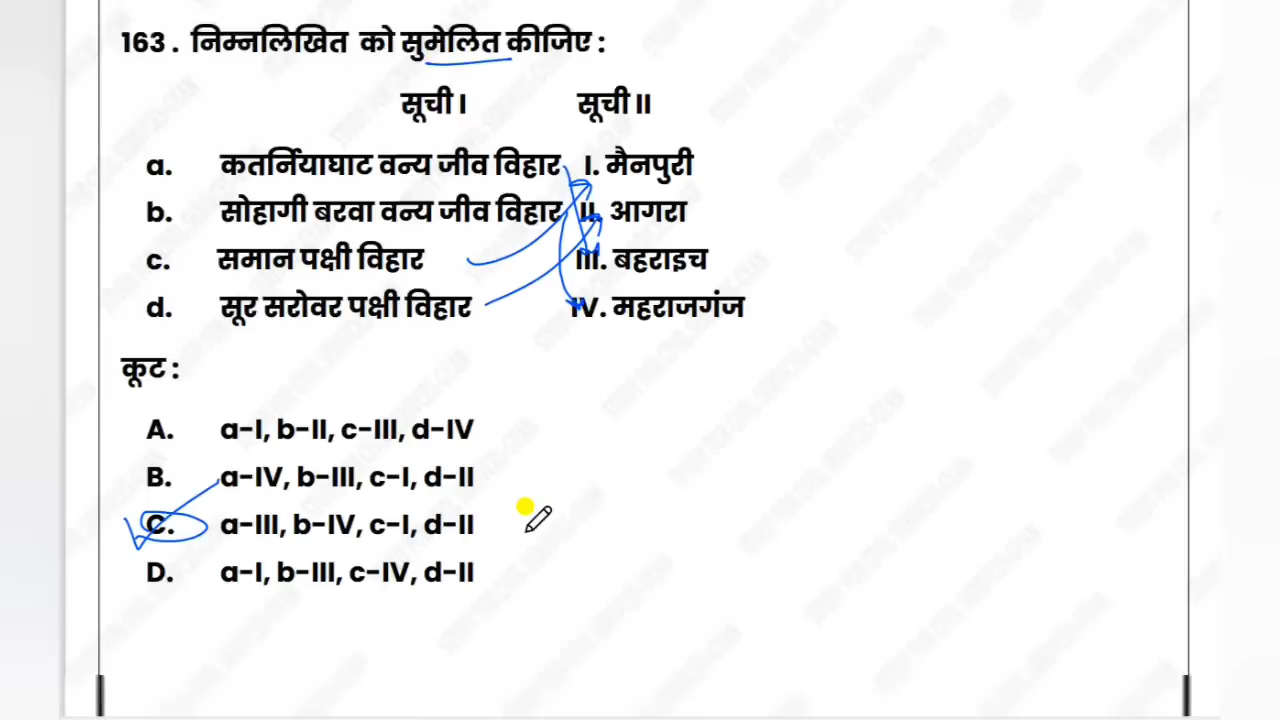 163 . निम्नलिखित को सुमेलित कीजिए :
सूची I सूची II
a. कतर्नियाघाट वन्य जीव विहार I. मैनपुरी
b. सोहागी बरवा वन्य जीव विहार II. आगरा
c. समान पक्षी विहार III. बहराइच
d. सूर सरोवर पक्षी विहार IV. महराजगंज
कूट :
A. a-I, b-II, c-III, d-IV
B. a-IV, b-III, c-I, d-II
C. a-III, b-IV, c-I, d-II
D. a-I, b-III, c-IV, d-II